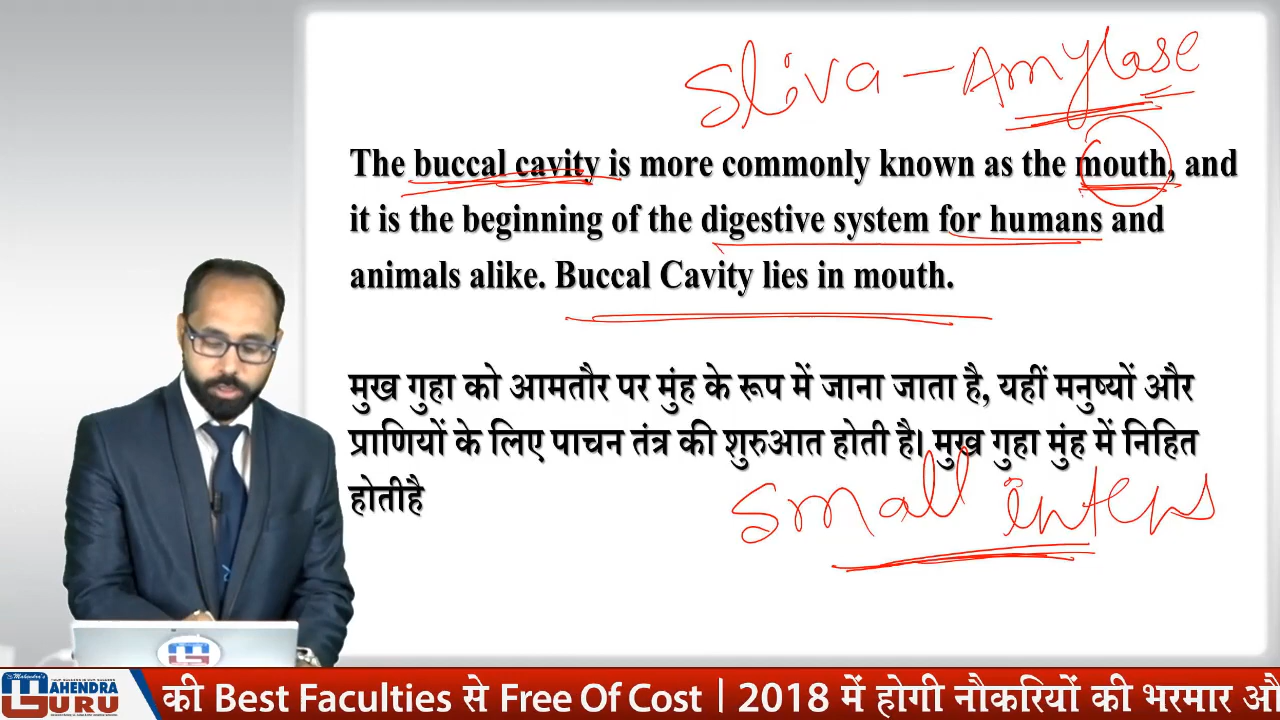 Sliva - Amylase
The buccal cavity is more commonly known as the mouth, and
it is the beginning of the digestive system for humans and
animals alike. Buccal Cavity lies in mouth.
मुख गुहा को आमतौर पर मुंह के रूप में जाना जाता है, यहीं मनुष्यों और
प्राणियों के लिए पाचन तंत्र की शुरुआत होती है। मुख गुहा मुंह में निहित
होतीहै
small
Mahendra's
MAHENDRA
GURU
की Best Faculties से Free Of Cost | 2018 में होगी नौकरियों की भरमार औ